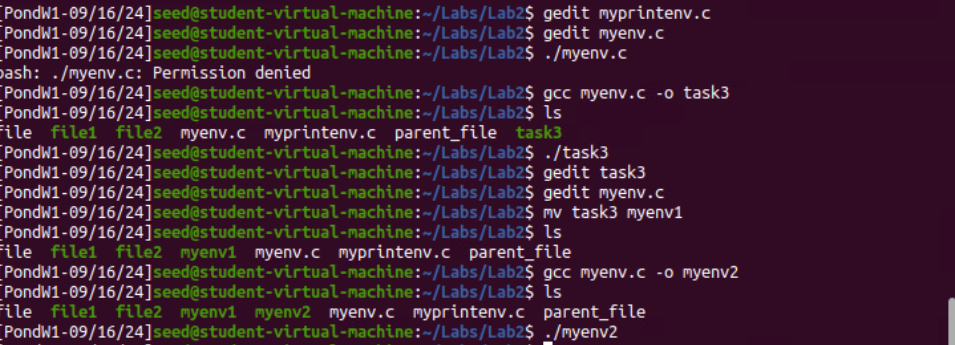 [PondW1-09/16/24]seed@student-virtual-machine:~/Labs/Lab2$ gedit myprintenv.c
[PondW1-09/16/24]seed@student-virtual-machine:~/Labs/Lab2$ gedit myenv.c
[PondW1-09/16/24]seed@student-virtual-machine:~/Labs/Lab2$ ./myenv.c
bash: ./myenv.c: Permission denied
[PondW1-09/16/24]seed@student-virtual-machine:~/Labs/Lab2$ gcc myenv.c -o task3
[PondW1-09/16/24]seed@student-virtual-machine:~/Labs/Lab2$ ls
file  file1  file2  myenv.c  myprintenv.c  parent_file  task3
[PondW1-09/16/24]seed@student-virtual-machine:~/Labs/Lab2$ ./task3
[PondW1-09/16/24]seed@student-virtual-machine:~/Labs/Lab2$ gedit task3
[PondW1-09/16/24]seed@student-virtual-machine:~/Labs/Lab2$ gedit myenv.c
[PondW1-09/16/24]seed@student-virtual-machine:~/Labs/Lab2$ mv task3 myenv1
[PondW1-09/16/24]seed@student-virtual-machine:~/Labs/Lab2$ ls
file  file1  file2  myenv1  myenv.c  myprintenv.c  parent_file
[PondW1-09/16/24]seed@student-virtual-machine:~/Labs/Lab2$ gcc myenv.c -o myenv2
[PondW1-09/16/24]seed@student-virtual-machine:~/Labs/Lab2$ ls
file  file1  file2  myenv1  myenv2  myenv.c  myprintenv.c  parent_file
[PondW1-09/16/24]seed@student-virtual-machine:~/Labs/Lab2$ ./myenv2